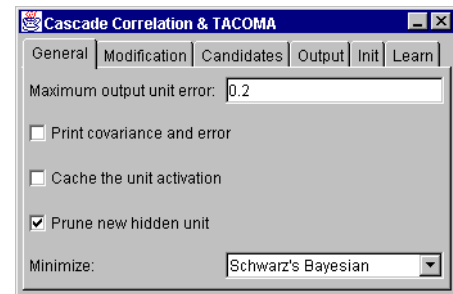 Cascade Correlation & TACOMA
General Modification Candidates Output Init Learn
Maximum output unit error: 0.2
Print covariance and error
Cache the unit activation
Prune new hidden unit
Minimize: Schwarz's Bayesian